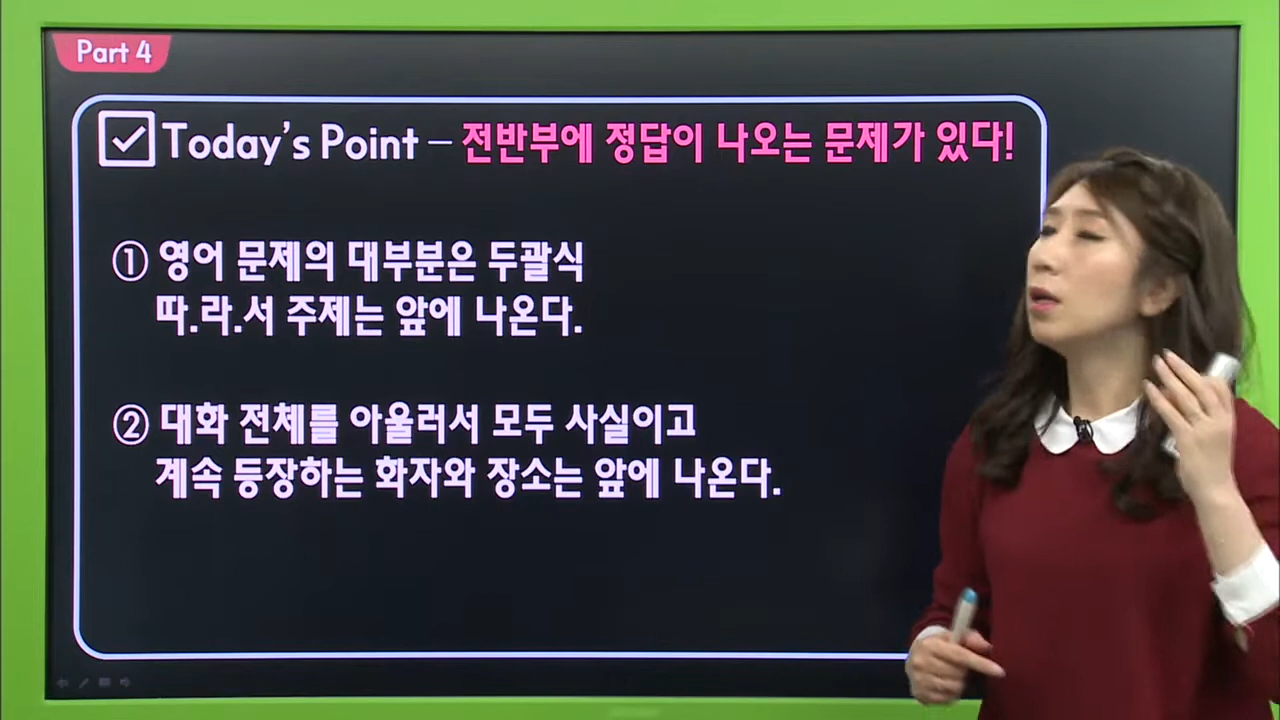 Part 4
Today's Point – 전반부에 정답이 나오는 문제가 있다!
① 영어 문제의 대부분은 두괄식
따.라.서 주제는 앞에 나온다.
② 대화 전체를 아울러서 모두 사실이고
계속 등장하는 화자와 장소는 앞에 나온다.